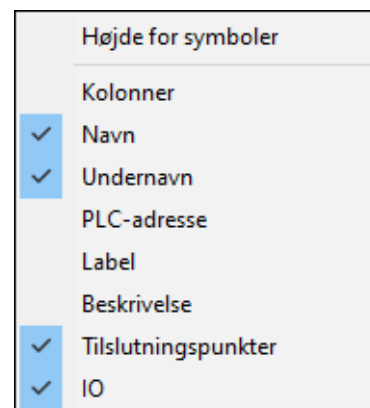 Højde for symboler
Kolonner
Navn
Undernavn
PLC-adresse
Label
Beskrivelse
Tilslutningspunkter
IO